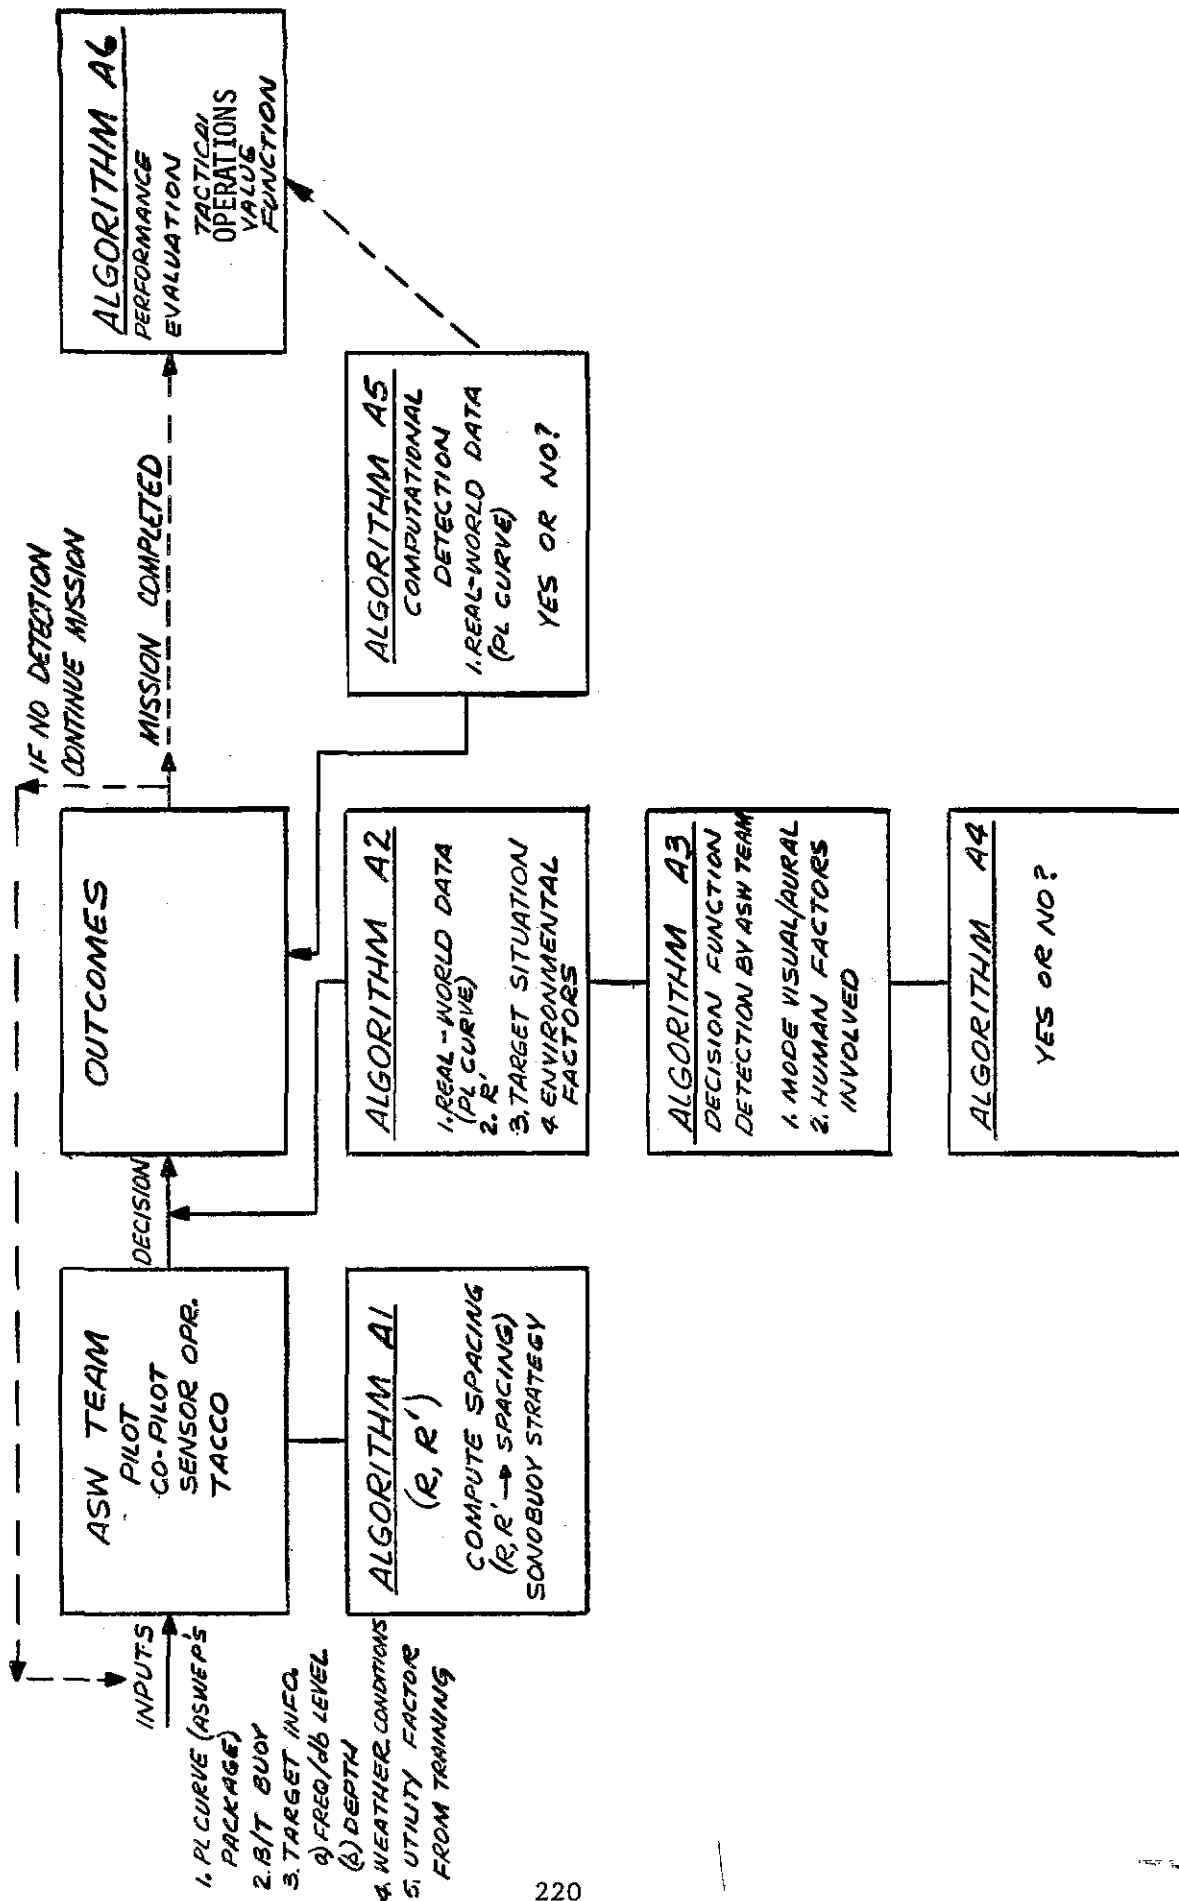 IF NO DETECTION
CONTINUE MISSION
INPUTS
1. PL CURVE (ASWEP'S
PACKAGE)
2. B/T BUOY
3. TARGET INFO.
a) FREQ/db LEVEL
(b) DEPTH
4. WEATHER CONDITIONS
5. UTILITY FACTOR
FROM TRAINING
ASW TEAM
PILOT
CO-PILOT
SENSOR OPR.
TACCO
DECISION
OUTCOMES
MISSION COMPLETED
ALGORITHM A6
PERFORMANCE
EVALUATION
TACTICAL
OPERATIONS
VALUE
FUNCTION
ALGORITHM A1
(R, R')
COMPUTE SPACING
(R, R' → SPACING)
SONOBUOY STRATEGY
ALGORITHM A2
1. REAL-WORLD DATA
(PL CURVE)
2. R'
3. TARGET SITUATION
4 ENVIRONMENTAL
FACTORS
ALGORITHM A5
COMPUTATIONAL
DETECTION
1. REAL-WORLD DATA
(PL CURVE)
YES OR NO?
ALGORITHM A3
DECISION FUNCTION
DETECTION BY ASW TEAM
1. MODE VISUAL/AURAL
2. HUMAN FACTORS
INVOLVED
ALGORITHM A4
YES OR NO?
220